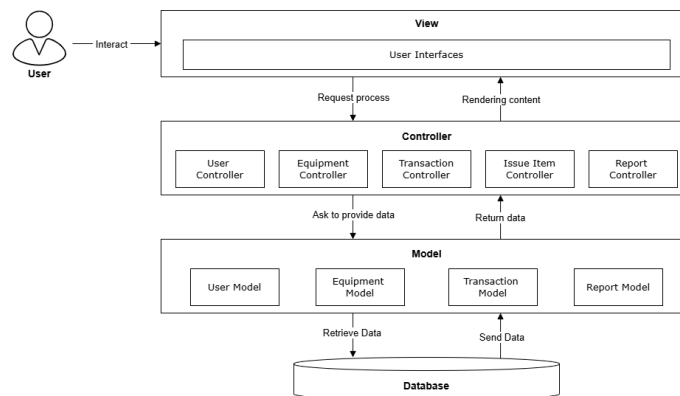 View
User Interfaces
Interact
User
Request process
Rendering content
Controller
User
Controller
Equipment
Controller
Transaction
Controller
Issue Item
Controller
Report
Controller
Ask to provide data
Return data
Model
User Model
Equipment
Model
Transaction
Model
Report Model
Retrieve Data
Send Data
Database